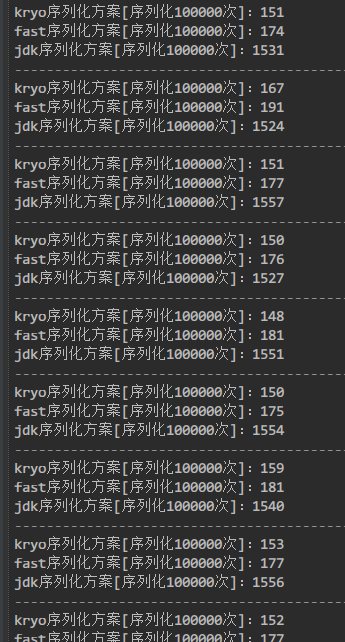 kryo序列化方案[序列化100000次]：151
fast序列化方案[序列化100000次]：174
jdk序列化方案[序列化100000次]：1531
----------------------------------------
kryo序列化方案[序列化100000次]：167
fast序列化方案[序列化100000次]：191
jdk序列化方案[序列化100000次]：1524
----------------------------------------
kryo序列化方案[序列化100000次]：151
fast序列化方案[序列化100000次]：177
jdk序列化方案[序列化100000次]：1557
----------------------------------------
kryo序列化方案[序列化100000次]：150
fast序列化方案[序列化100000次]：176
jdk序列化方案[序列化100000次]：1527
----------------------------------------
kryo序列化方案[序列化100000次]：148
fast序列化方案[序列化100000次]：181
jdk序列化方案[序列化100000次]：1551
----------------------------------------
kryo序列化方案[序列化100000次]：150
fast序列化方案[序列化100000次]：175
jdk序列化方案[序列化100000次]：1554
----------------------------------------
kryo序列化方案[序列化100000次]：159
fast序列化方案[序列化100000次]：181
jdk序列化方案[序列化100000次]：1540
----------------------------------------
kryo序列化方案[序列化100000次]：153
fast序列化方案[序列化100000次]：177
jdk序列化方案[序列化100000次]：1556
----------------------------------------
kryo序列化方案[序列化100000次]：152
fast序列化方案[序列化100000次]：177